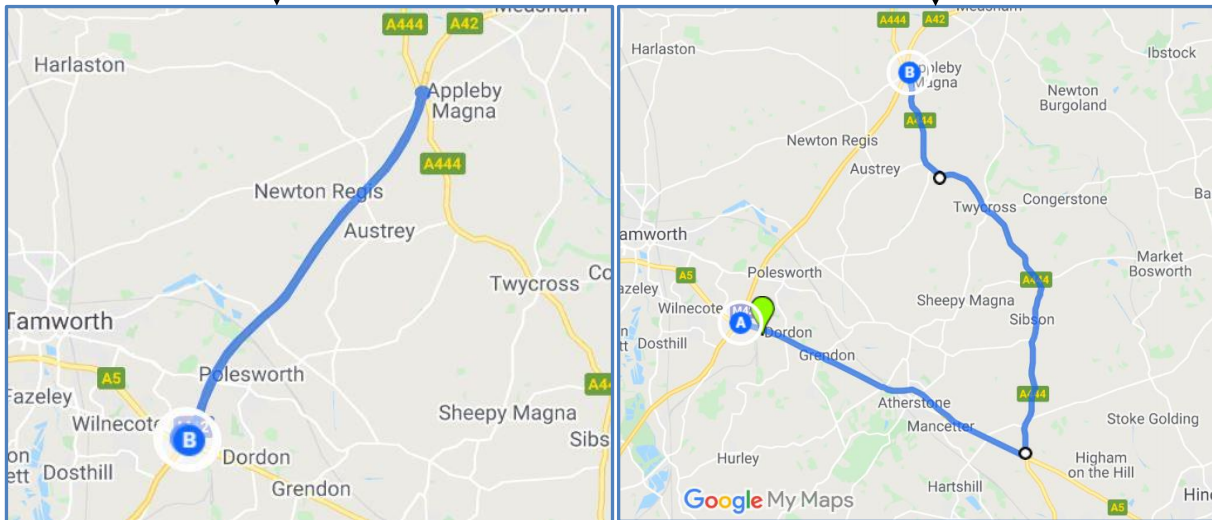 A444
A42
Measham
Harlaston
Appleby
Magna
A444
Newton Regis
Austrey
Twycross
Tamworth
A5
Polesworth
Fazeley
Wilnecote
B
Sheepy Magna
Dosthill
Dordon
Grendon
A444
A42
Measham
Harlaston
Ibstock
B
Appleby
Magna
Newton
Burgoland
A444
Newton Regis
Austrey
Twycross
Congerstone
Market
Bosworth
amworth
Polesworth
A5
A444
Sheepy Magna
Wilnecote
Sibson
A
Dordon
Dosthill
Grendon
A444
Atherstone
Stoke Golding
Mancetter
Hurley
Higham
on the Hill
Hartshill
Google My Maps
A5